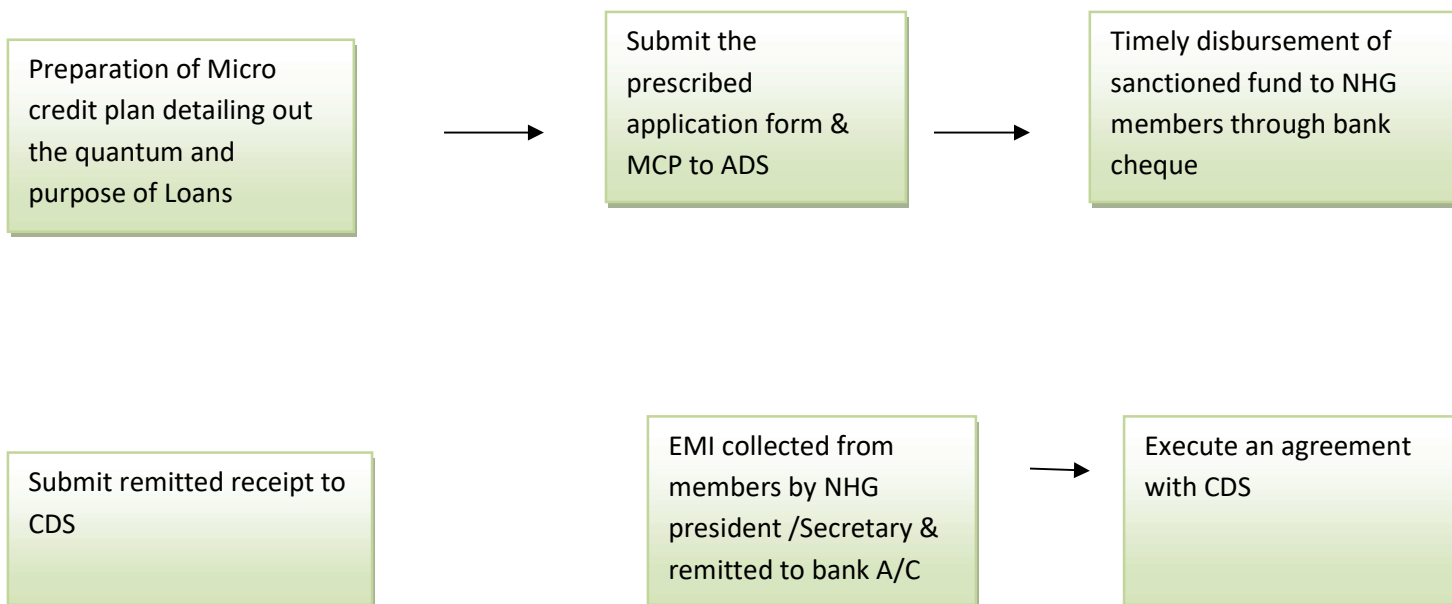 Preparation of Micro
credit plan detailing out
the quantum and
purpose of Loans
Submit the
prescribed
application form &
MCP to ADS
Timely disbursement of
sanctioned fund to NHG
members through bank
cheque
Submit remitted receipt to
CDS
EMI collected from
members by NHG
president /Secretary &
remitted to bank A/C
Execute an agreement
with CDS